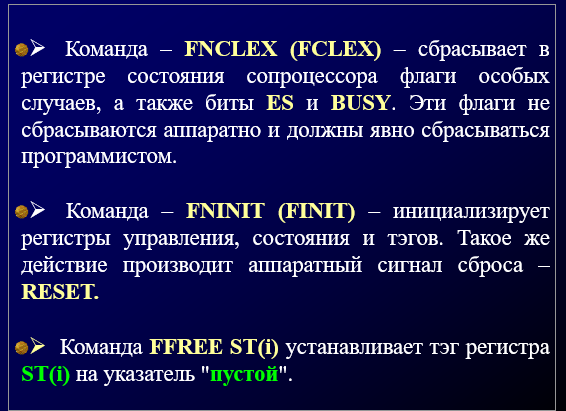 ➢ Команда – FNCLEX (FCLEX) – сбрасывает в
регистре состояния сопроцессора флаги особых
случаев, а также биты ES и BUSY. Эти флаги не
сбрасываются аппаратно и должны явно сбрасываться
программистом.
➢ Команда – FNINIT (FINIT) – инициализирует
регистры управления, состояния и тэгов. Такое же
действие производит аппаратный сигнал сброса –
RESET.
➢ Команда FFREE ST(i) устанавливает тэг регистра
ST(i) на указатель "пустой".